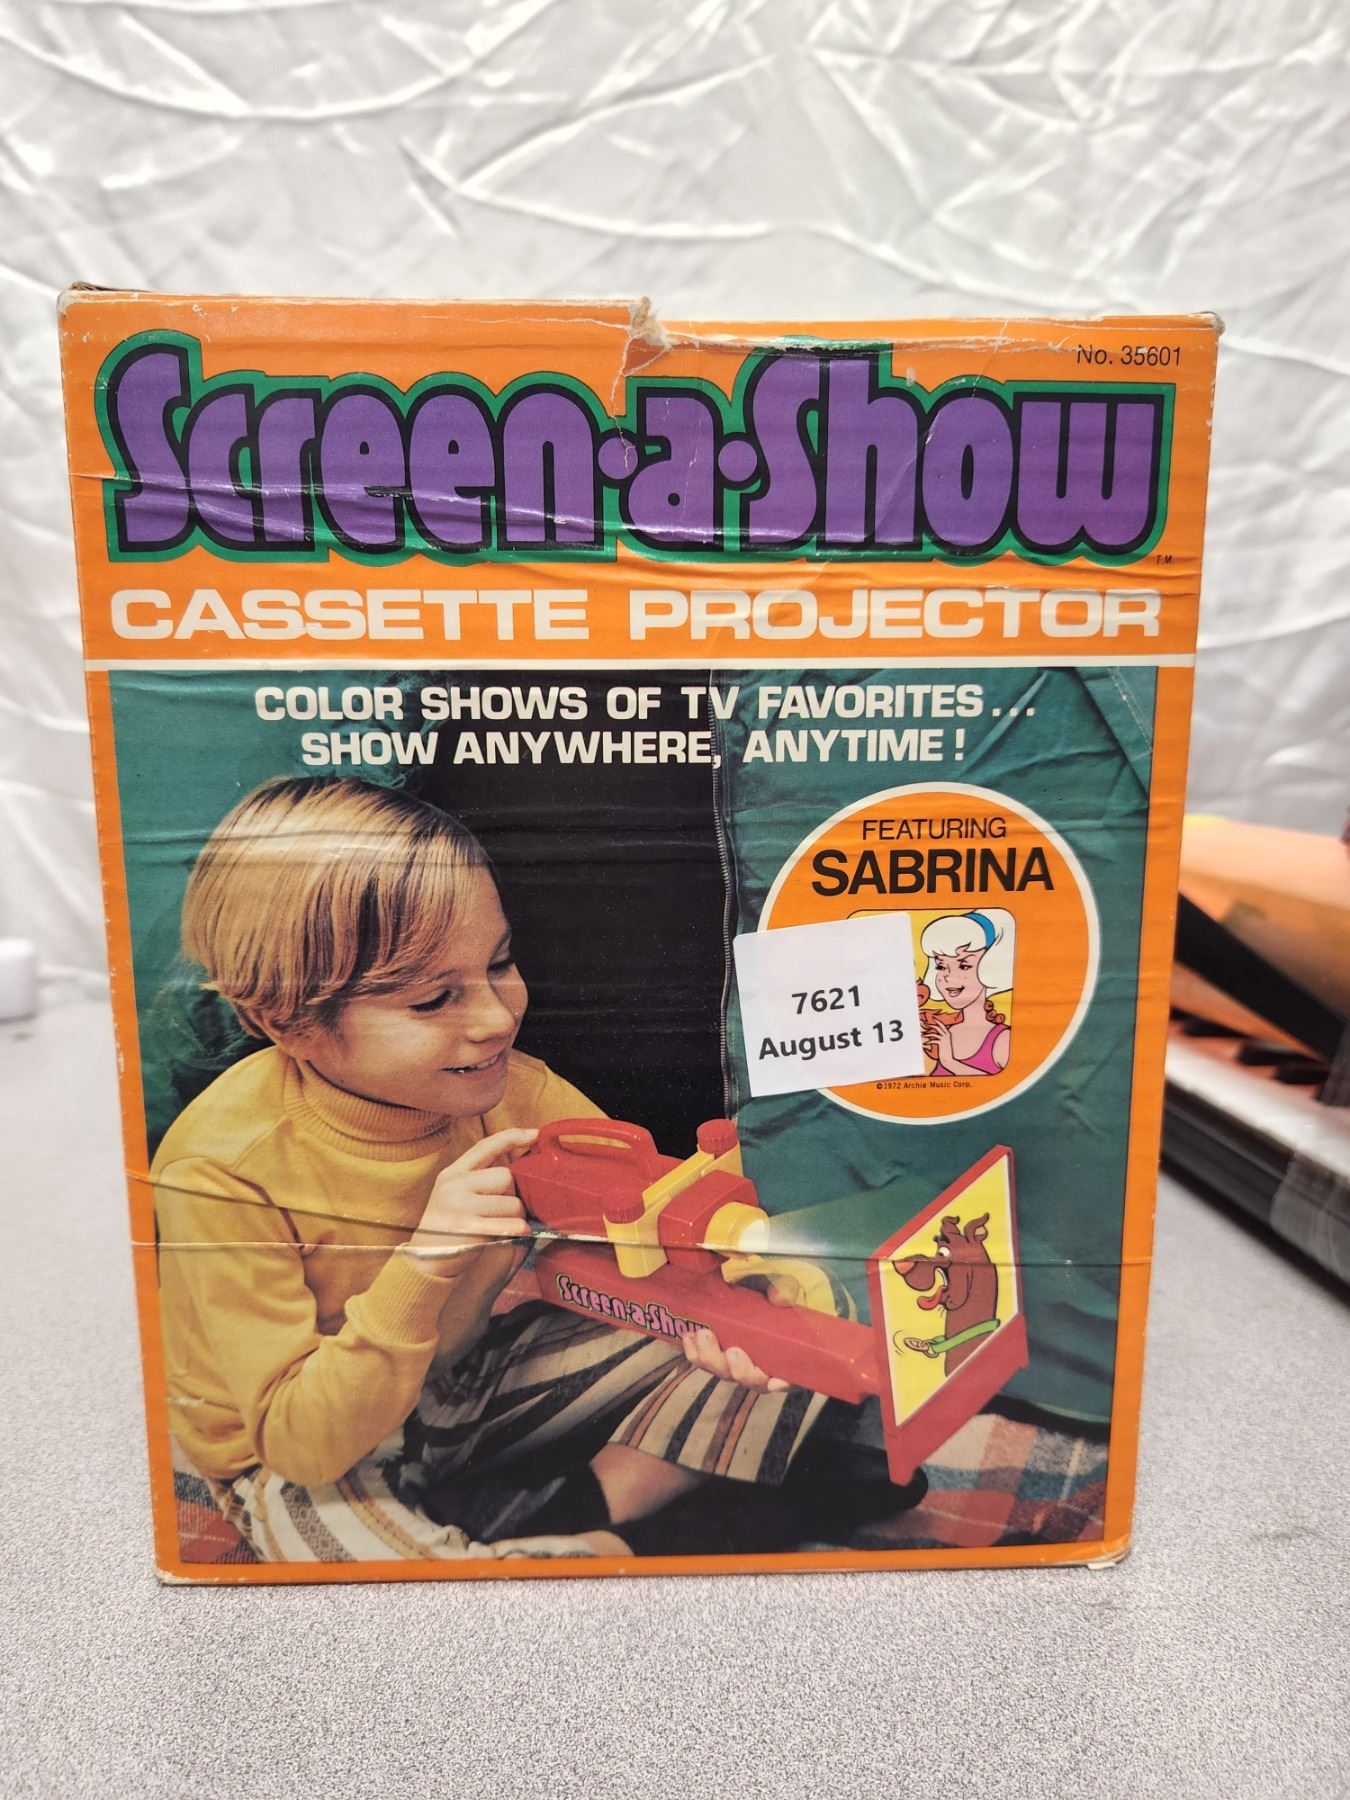 No. 35601
Screen·a·Show
T.M.
CASSETTE PROJECTOR
COLOR SHOWS OF TV FAVORITES...
SHOW ANYWHERE, ANYTIME!
FEATURING
SABRINA
7621
August 13
©1972 Archie Music Corp.
Screen·a·Show